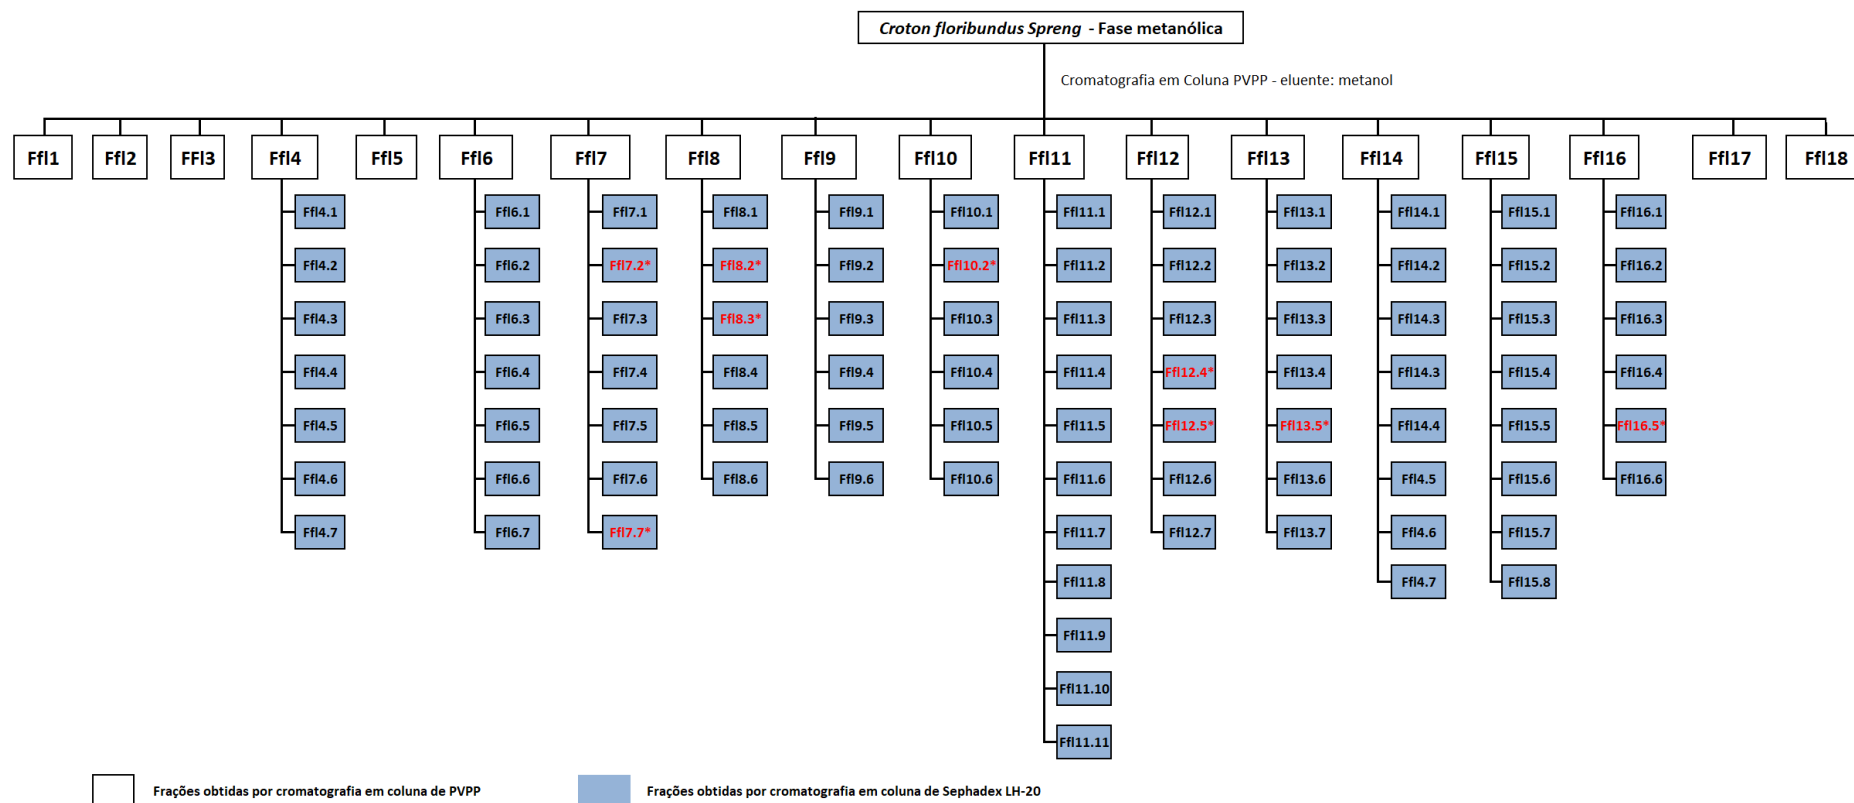 Croton floribundus Spreng - Fase metanólica
Cromatografia em Coluna PVPP - eluente: metanol
Ffl1 Ffl2 FFl3 Ffl4 Ffl5 Ffl6 Ffl7 Ffl8 Ffl9 Ffl10 Ffl11 Ffl12 Ffl13 Ffl14 Ffl15 Ffl16 Ffl17 Ffl18
Ffl4.1 Ffl6.1 Ffl7.1 Ffl8.1 Ffl9.1 Ffl10.1 Ffl11.1 Ffl12.1 Ffl13.1 Ffl14.1 Ffl15.1 Ffl16.1
Ffl4.2 Ffl6.2 Ffl7.2* Ffl8.2* Ffl9.2 Ffl10.2* Ffl11.2 Ffl12.2 Ffl13.2 Ffl14.2 Ffl15.2 Ffl16.2
Ffl4.3 Ffl6.3 Ffl7.3 Ffl8.3* Ffl9.3 Ffl10.3 Ffl11.3 Ffl12.3 Ffl13.3 Ffl14.3 Ffl15.3 Ffl16.3
Ffl4.4 Ffl6.4 Ffl7.4 Ffl8.4 Ffl9.4 Ffl10.4 Ffl11.4 Ffl12.4* Ffl13.4 Ffl14.3 Ffl15.4 Ffl16.4
Ffl4.5 Ffl6.5 Ffl7.5 Ffl8.5 Ffl9.5 Ffl10.5 Ffl11.5 Ffl12.5* Ffl13.5* Ffl14.4 Ffl15.5 Ffl16.5*
Ffl4.6 Ffl6.6 Ffl7.6 Ffl8.6 Ffl9.6 Ffl10.6 Ffl11.6 Ffl12.6 Ffl13.6 Ffl4.5 Ffl15.6 Ffl16.6
Ffl4.7 Ffl6.7 Ffl7.7* Ffl11.7 Ffl12.7 Ffl13.7 Ffl4.6 Ffl15.7
Ffl11.8 Ffl4.7 Ffl15.8
Ffl11.9
Ffl11.10
Ffl11.11
Frações obtidas por cromatografia em coluna de PVPP Frações obtidas por cromatografia em coluna de Sephadex LH-20